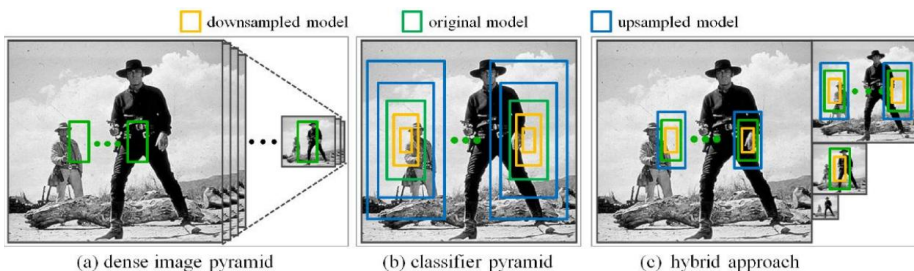 downsampled model original model upsampled model
(a) dense image pyramid (b) classifier pyramid (c) hybrid approach